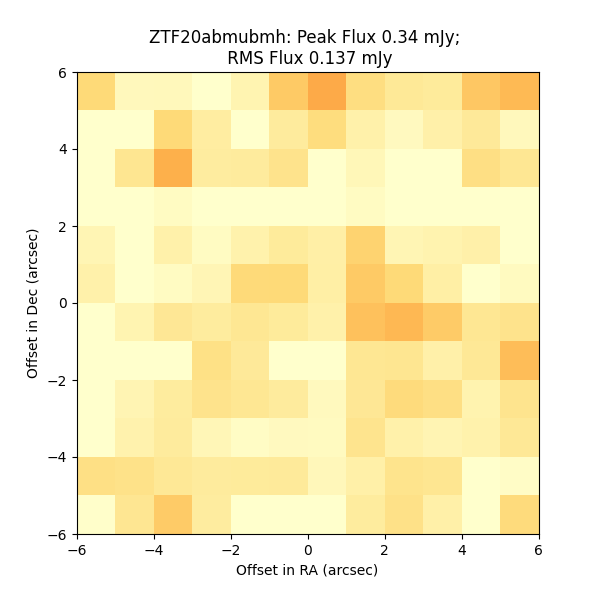 ZTF20abmubmh: Peak Flux 0.34 mJy;
RMS Flux 0.137 mJy
6
4
2
0
−2
−4
−6
Offset in Dec (arcsec)
−6 −4 −2 0 2 4 6
Offset in RA (arcsec)